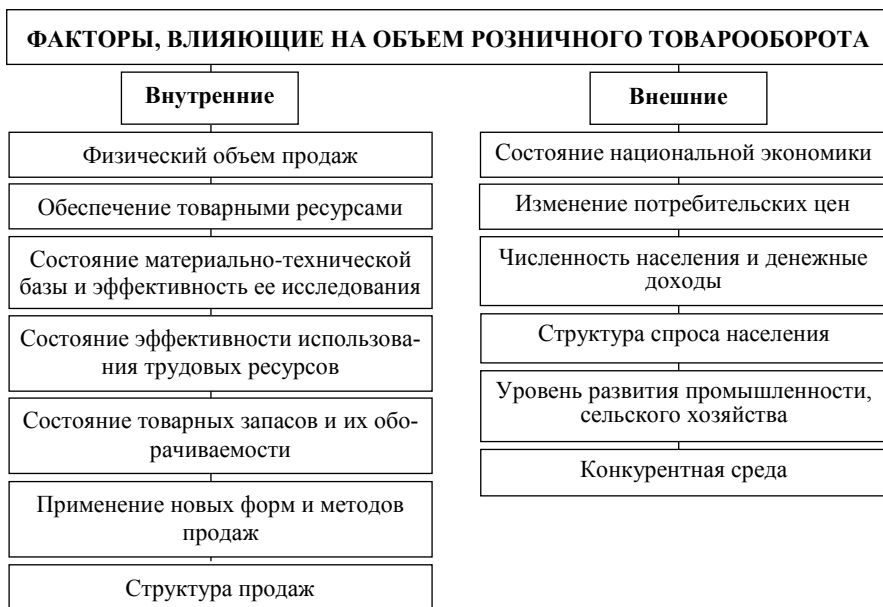 ФАКТОРЫ, ВЛИЯЮЩИЕ НА ОБЪЕМ РОЗНИЧНОГО ТОВАРООБОРОТА
Внутренние
Физический объем продаж
Обеспечение товарными ресурсами
Состояние материально-технической
базы и эффективность ее исследования
Состояние эффективности использова-
ния трудовых ресурсов
Состояние товарных запасов и их обо-
рачиваемости
Применение новых форм и методов
продаж
Структура продаж
Внешние
Состояние национальной экономики
Изменение потребительских цен
Численность населения и денежные
доходы
Структура спроса населения
Уровень развития промышленности,
сельского хозяйства
Конкурентная среда